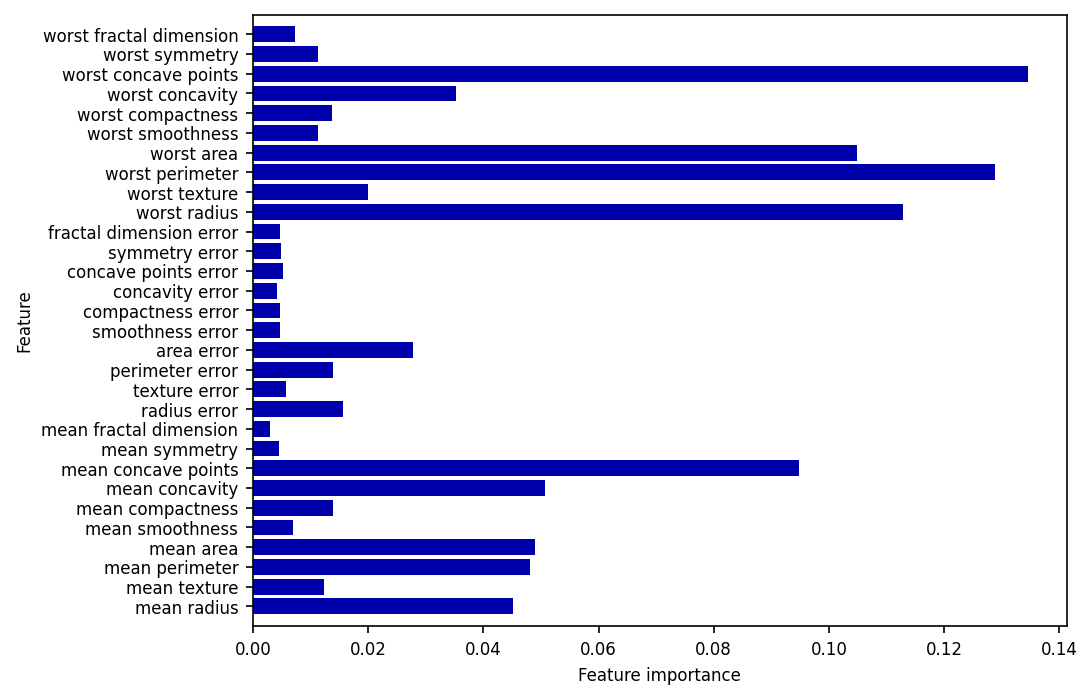 worst fractal dimension
worst symmetry
worst concave points
worst concavity
worst compactness
worst smoothness
worst area
worst perimeter
worst texture
worst radius
fractal dimension error
symmetry error
concave points error
concavity error
compactness error
smoothness error
area error
perimeter error
texture error
radius error
mean fractal dimension
mean symmetry
mean concave points
mean concavity
mean compactness
mean smoothness
mean area
mean perimeter
mean texture
mean radius
Feature
0.00 0.02 0.04 0.06 0.08 0.10 0.12 0.14
Feature importance